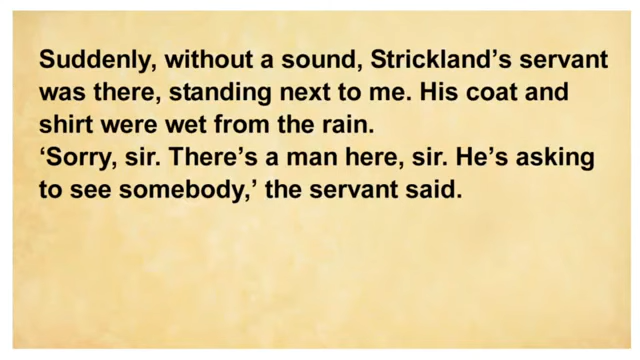 Suddenly, without a sound, Strickland’s servant
was there, standing next to me. His coat and
shirt were wet from the rain.
‘Sorry, sir. There’s a man here, sir. He’s asking
to see somebody,’ the servant said.